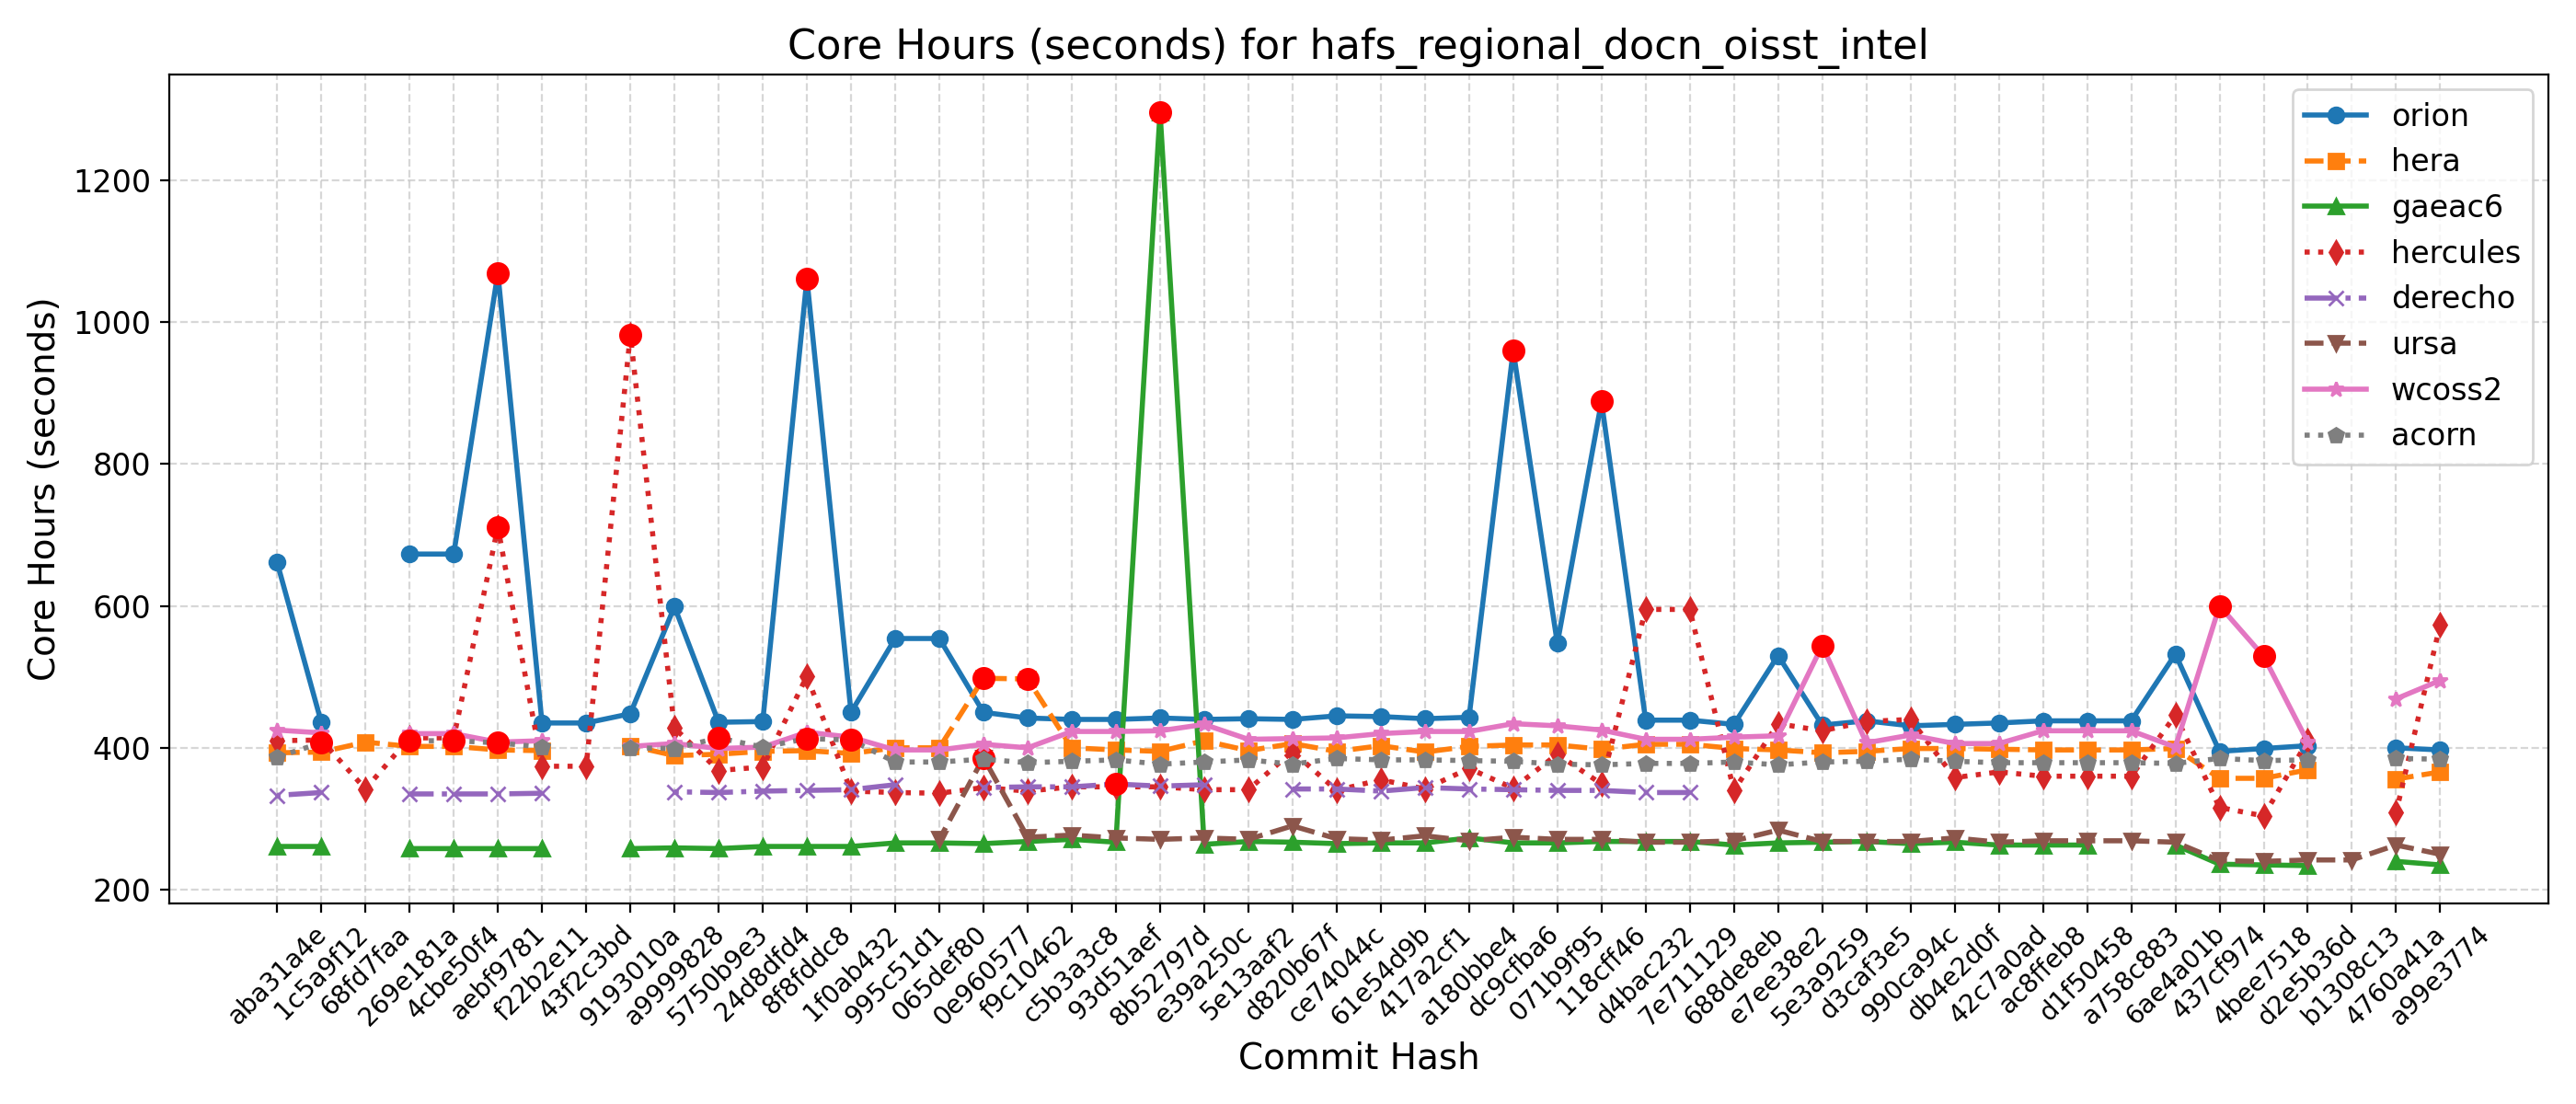 Core Hours (seconds) for hafs_regional_docn_oisst_intel
Core Hours (seconds)
1200
1000
800
600
400
200
orion
hera
gaeac6
hercules
derecho
ursa
wcoss2
acorn
aba31a4e
1c5a9f12
68fd7faa
269e181a
4cbe50f4
aebf9781
f22b2e11
43f2c3bd
9193010a
a9999828
5750b9e3
24d8dfd4
8f8fddc8
1f0ab432
995c51d1
065def80
0e960577
f9c10462
c5b3a3c8
93d51aef
8b52797d
e39a250c
5e13aaf2
d820b67f
ce74044c
61e54d9b
417a2cf1
a180bbe4
dc9cfba6
071b9f95
118cff46
d4bac232
7e711129
688de8eb
e7ee38e2
5e3a9259
d3caf3e5
990ca94c
db4e2d0f
42c7a0ad
ac8ffeb8
d1f50458
a758c883
6ae4a01b
437cf974
4bee7518
d2e5b36d
b1308c13
4760a41a
a99e3774
Commit Hash